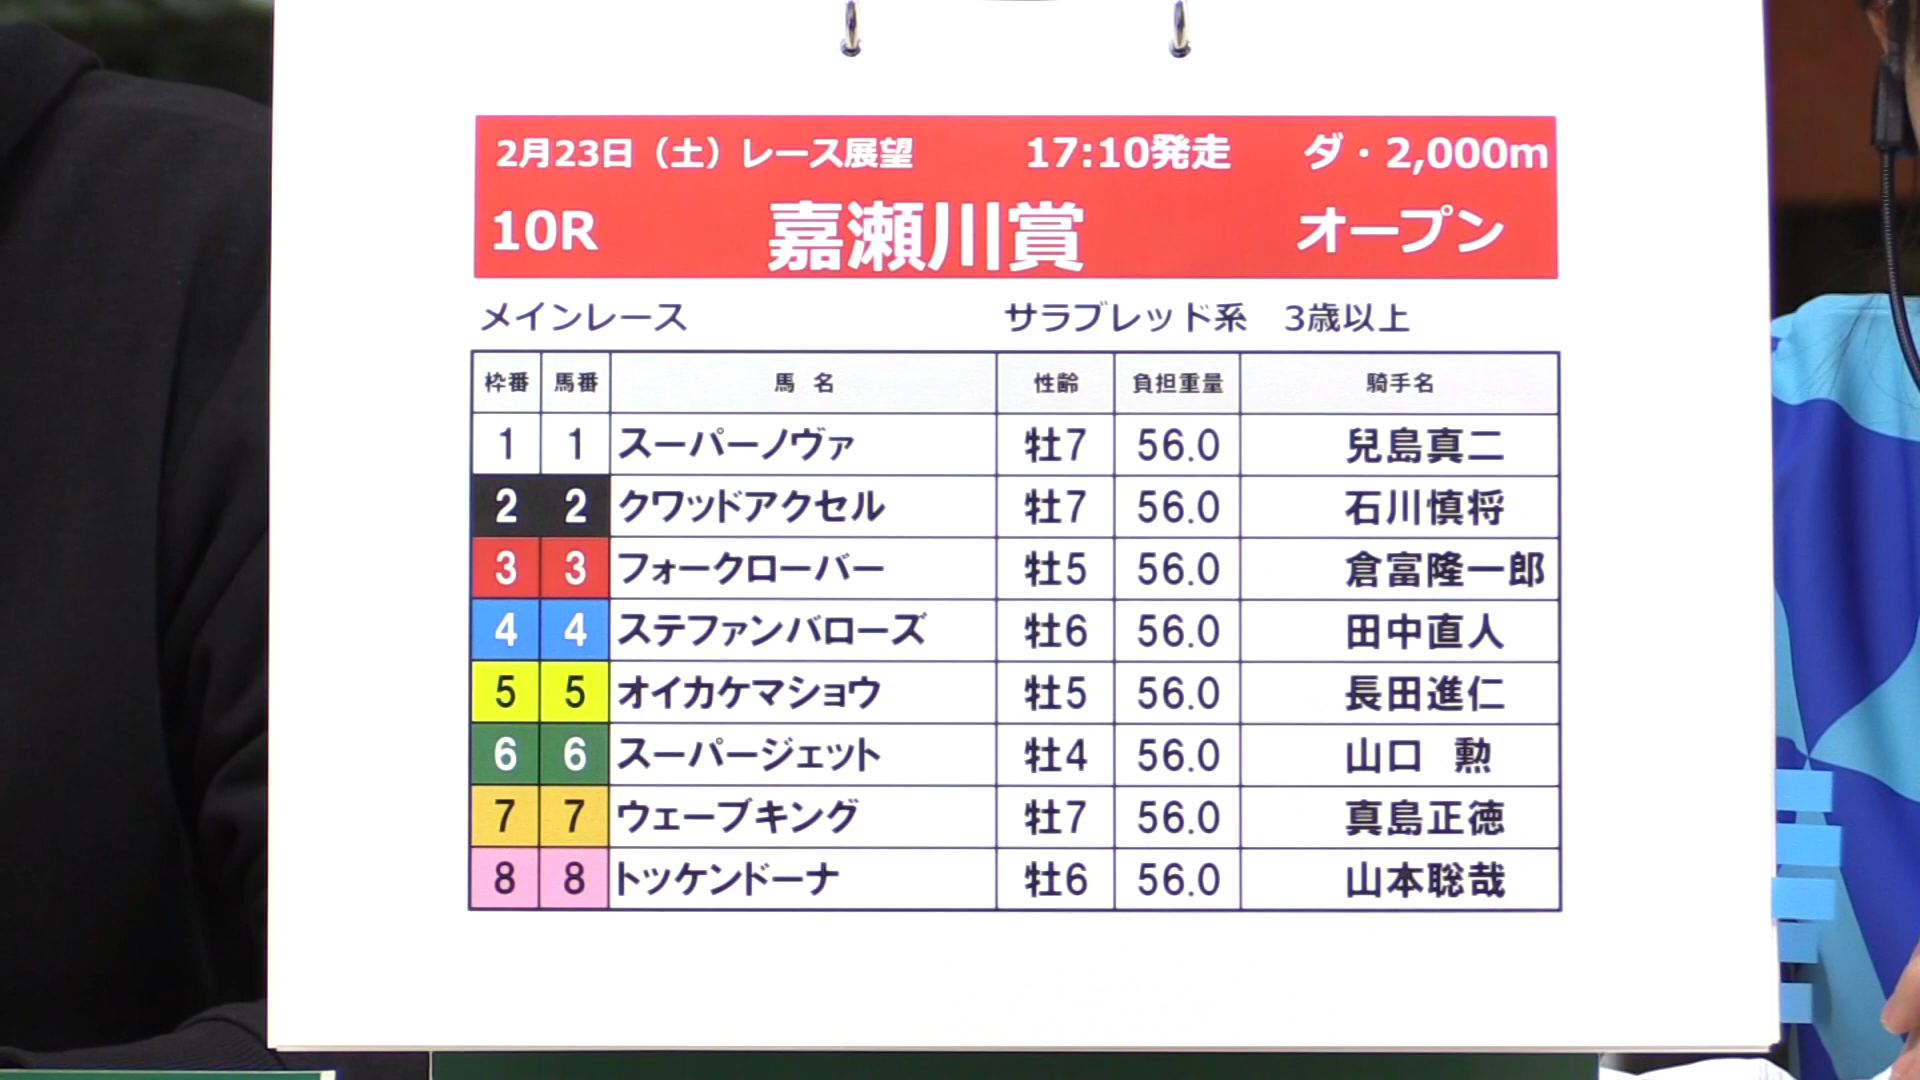 2月23日（土）レース展望 17:10発走 ダ・2,000m
10R 嘉瀬川賞 オープン
メインレース サラブレッド系 3歳以上
枠番 馬番 馬 名 性齢 負担重量 騎手名
1 1 スーパーノヴァ 牡7 56.0 兒島真二
2 2 クワッドアクセル 牡7 56.0 石川慎将
3 3 フォークローバー 牡5 56.0 倉富隆一郎
4 4 ステファンバローズ 牡6 56.0 田中直人
5 5 オイカケマショウ 牡5 56.0 長田進仁
6 6 スーパージェット 牡4 56.0 山口 勲
7 7 ウェーブキング 牡7 56.0 真島正徳
8 8 トッケンドーナ 牡6 56.0 山本聡哉